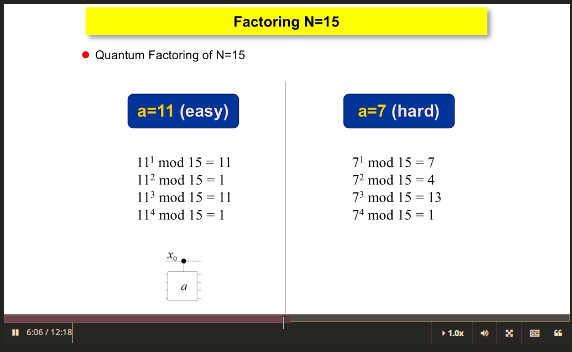 Factoring N=15
Quantum Factoring of N=15
a=11 (easy)
11¹ mod 15 = 11
11² mod 15 = 1
11³ mod 15 = 11
11⁴ mod 15 = 1
x₀
a
a=7 (hard)
7¹ mod 15 = 7
7² mod 15 = 4
7³ mod 15 = 13
7⁴ mod 15 = 1
6:06 / 12:18
1.0x
CC